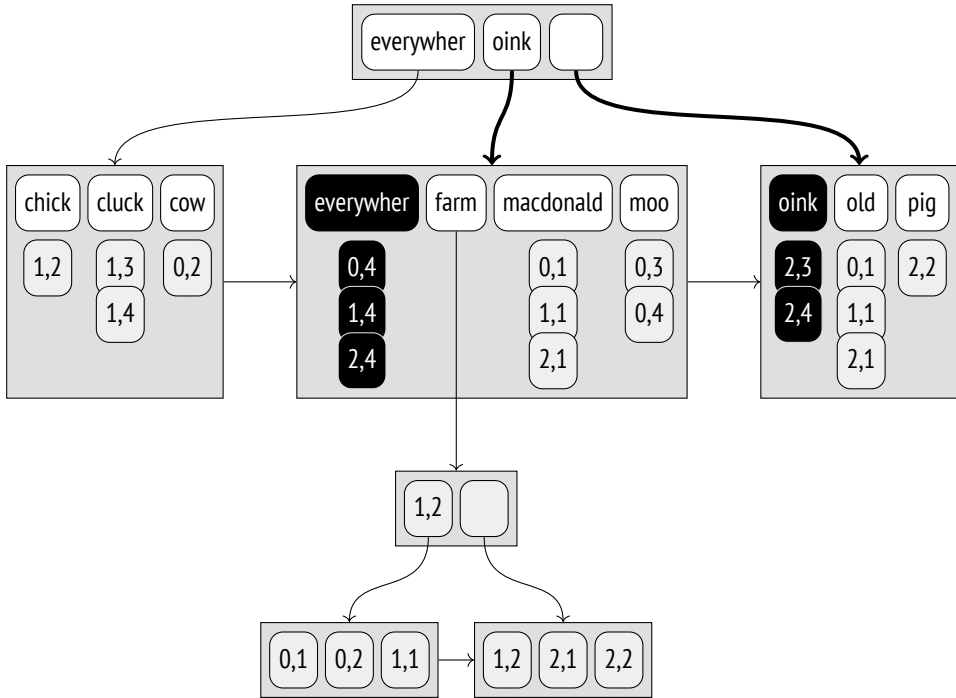 everywher oink
chick cluck cow everywher farm macdonald moo oink old pig
1,2 1,3 0,2 0,4 0,1 0,3 2,3 0,1 2,2
1,4 1,4 1,1 0,4 2,4 1,1
2,4 2,1 2,1
1,2
0,1 0,2 1,1 1,2 2,1 2,2